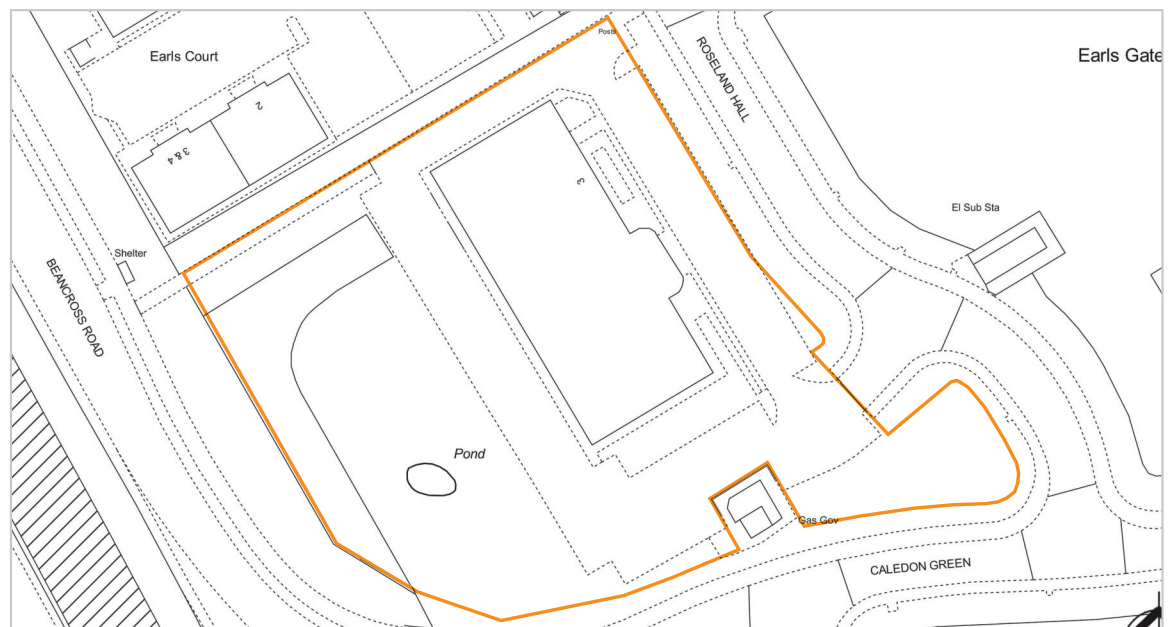 Posts
Earls Court
ROSELAND HALL
Earls Gate
2
3 & 4
3
El Sub Sta
Shelter
BEANCROSS ROAD
Pond
Gas Gov
CALEDON GREEN